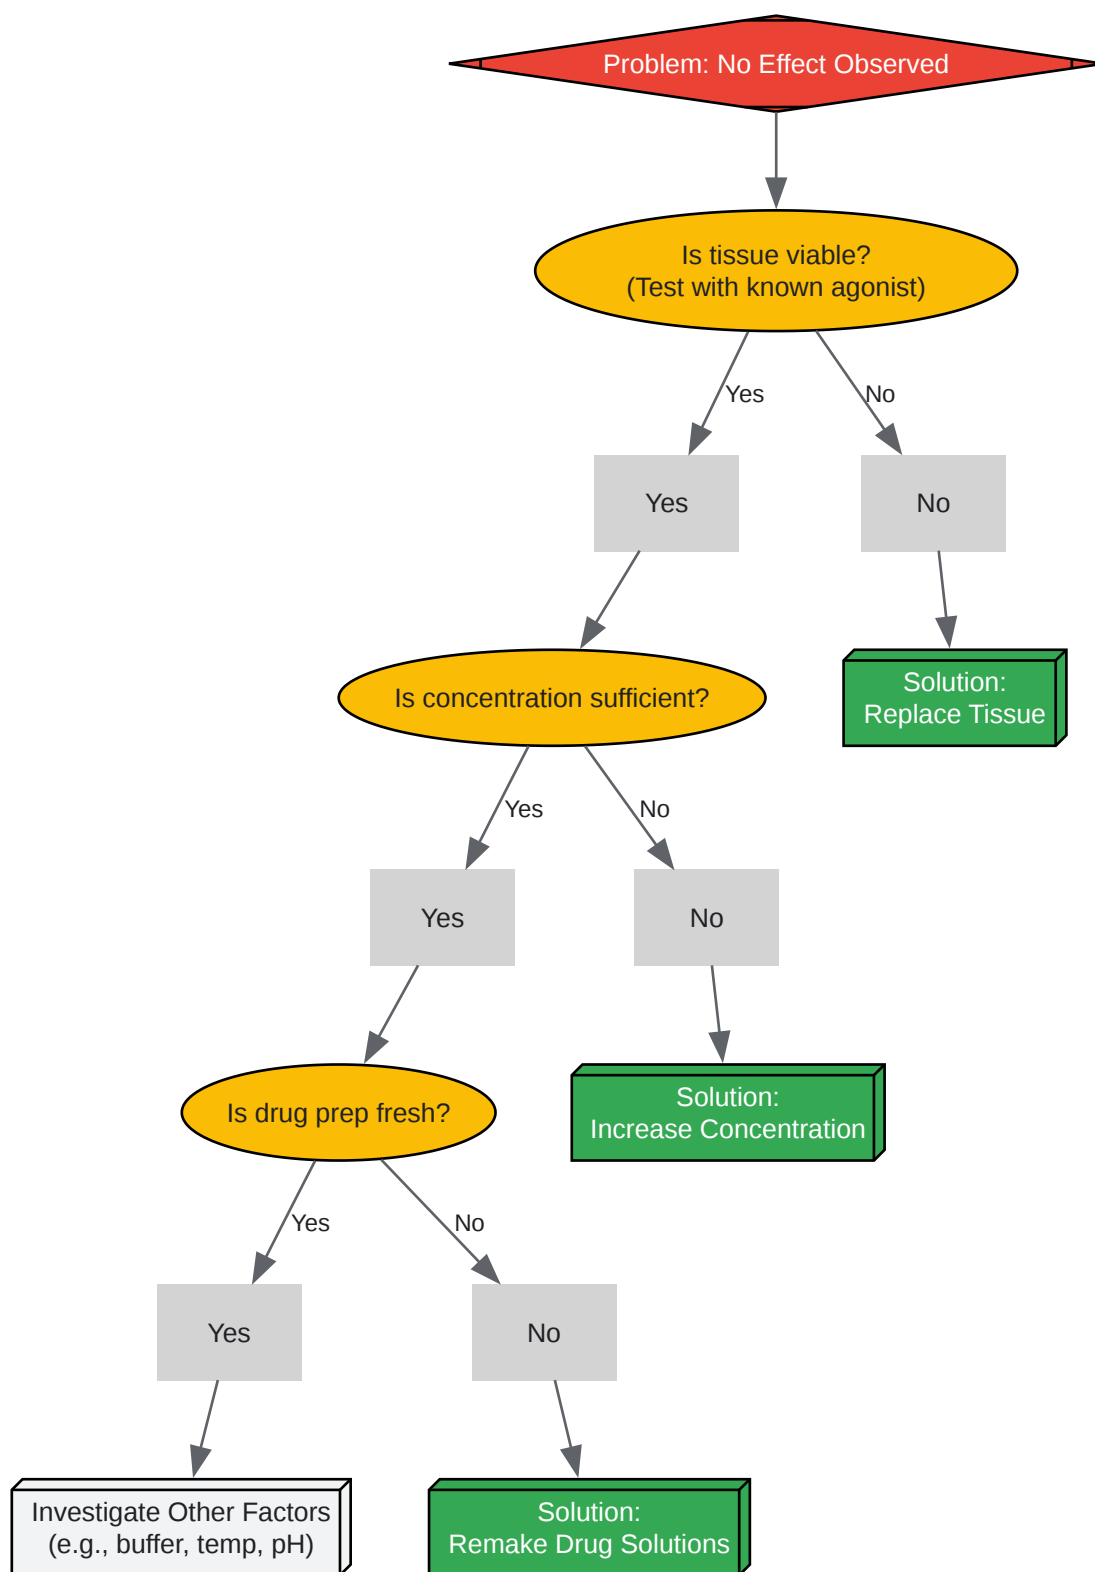 Problem: No Effect Observed
Is tissue viable?
(Test with known agonist)
Yes
No
Yes
No
Is concentration sufficient?
Solution:
Replace Tissue
Yes
No
Yes
No
Is drug prep fresh?
Solution:
Increase Concentration
Yes
No
Yes
No
Investigate Other Factors
(e.g., buffer, temp, pH)
Solution:
Remake Drug Solutions